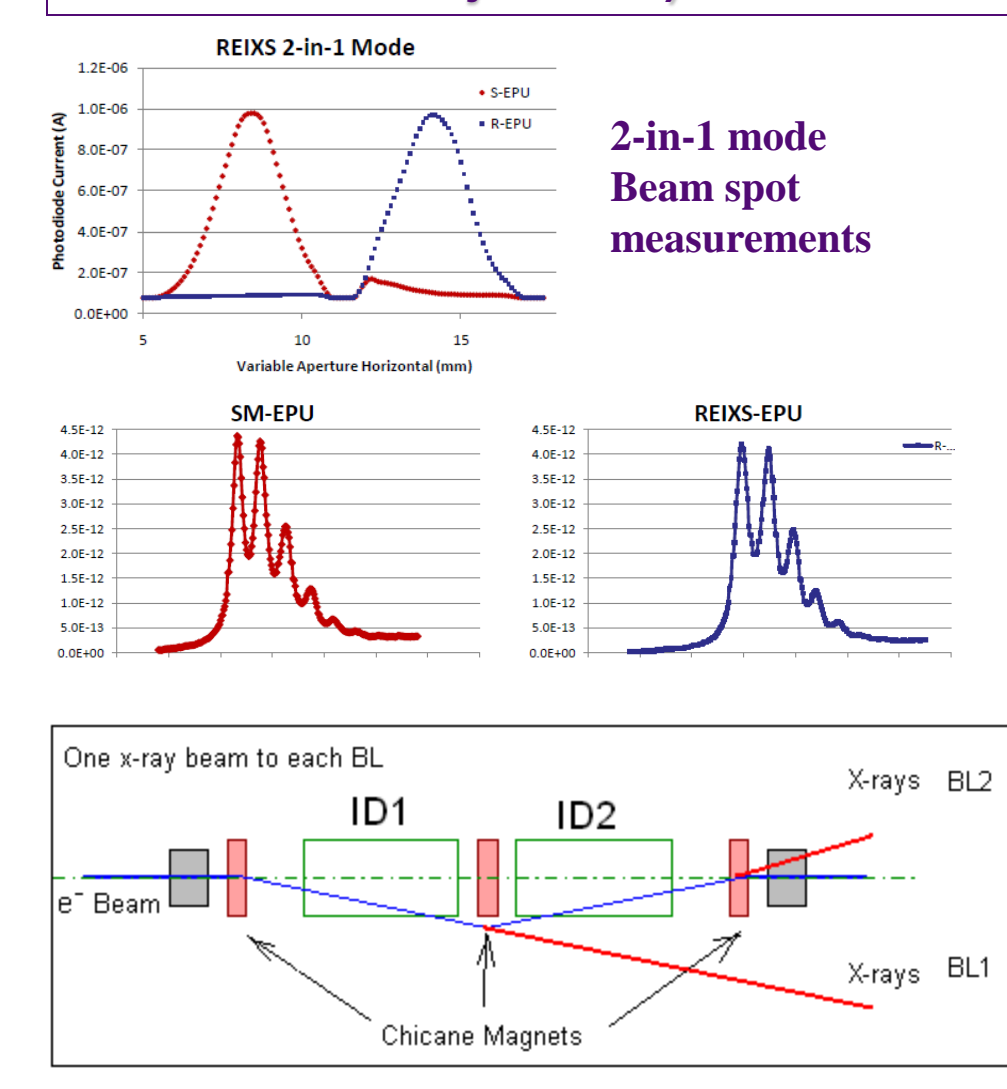 REIXS 2-in-1 Mode
1.2E-06
1.0E-06
8.0E-07
6.0E-07
4.0E-07
2.0E-07
0.0E+00
Photodiode Current (A)
S-EPU
R-EPU
5 10 15
Variable Aperture Horizontal (mm)
2-in-1 mode
Beam spot
measurements
SM-EPU
4.5E-12
4.0E-12
3.5E-12
3.0E-12
2.5E-12
2.0E-12
1.5E-12
1.0E-12
5.0E-13
0.0E+00
REIXS-EPU
4.5E-12
4.0E-12
3.5E-12
3.0E-12
2.5E-12
2.0E-12
1.5E-12
1.0E-12
5.0E-13
0.0E+00
R-...
One x-ray beam to each BL
ID1
ID2
X-rays BL2
e⁻ Beam
X-rays BL1
Chicane Magnets